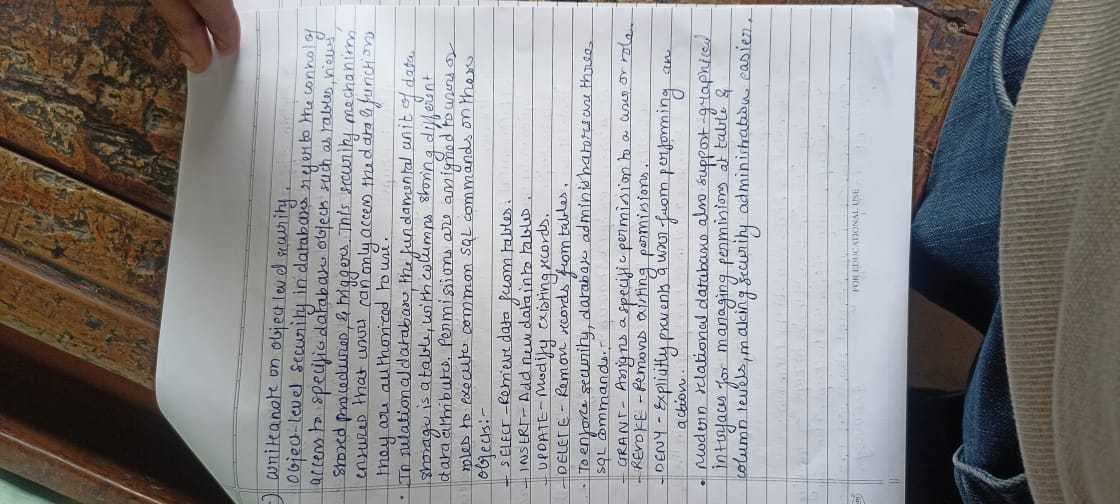 write a note on object level security.
Object-level security in databases refers to the control of
access to specific database objects such as tables, views
stored procedures, & triggers. This security mechanism,
ensures that users can only access the data & functions
they are authorized to use.
• In relational database, the fundamental unit of data
storage is a table, with columns storing different
data attributes. Permissions are assigned to users or
roles to execute common SQL commands on these
objects:-
- SELECT - Retrieve data from tables.
- INSERT - Add new data into tables.
- UPDATE - Modify existing records.
- DELETE - Remove records from tables.
• To enforce security, database administrators use three
SQL commands.-
- GRANT - Assigns a specific permission to a user or role
- REVOKE - Removes existing permissions.
- DENY - Explicitly prevents a user from performing an
action.
• Modern relational databases also support graphical
interfaces for managing permissions at table &
column levels, making security administration easier.
FOR EDUCATIONAL USE